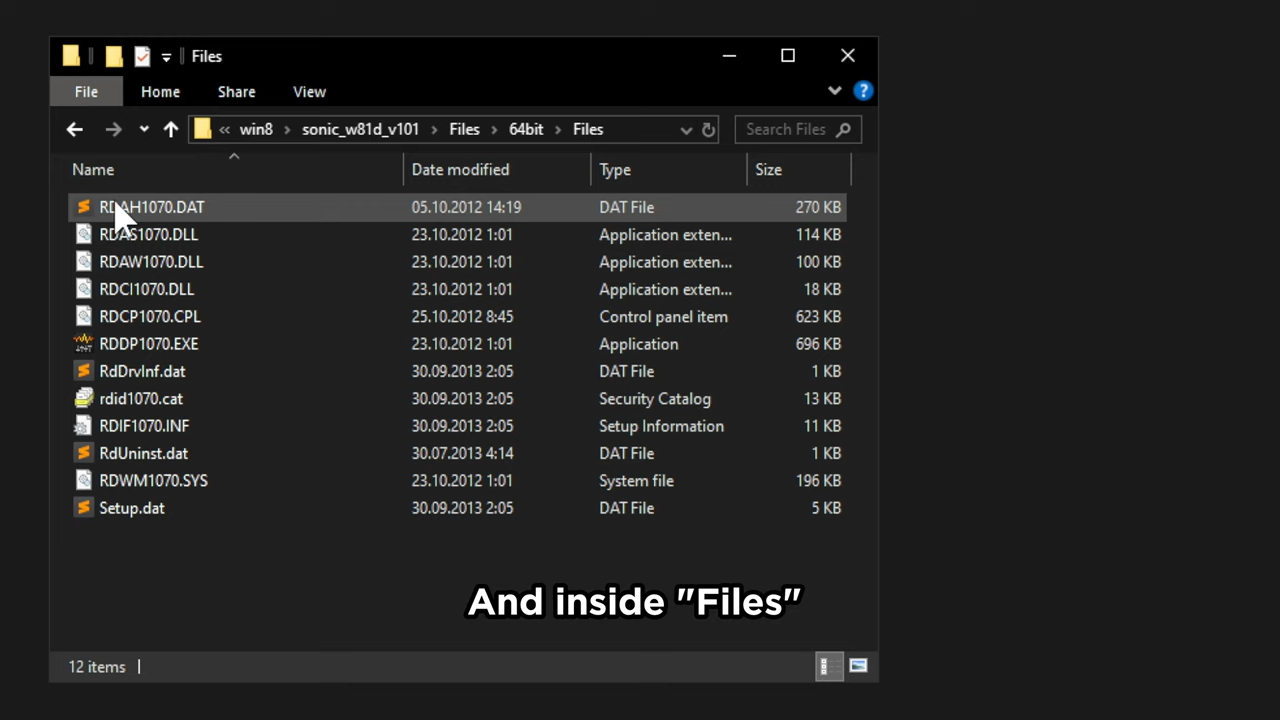 Files
File Home Share View
« win8 > sonic_w81d_v101 > Files > 64bit > Files Search Files
Name Date modified Type Size
RDAH1070.DAT 05.10.2012 14:19 DAT File 270 KB
RDAS1070.DLL 23.10.2012 1:01 Application exten... 114 KB
RDAW1070.DLL 23.10.2012 1:01 Application exten... 100 KB
RDCI1070.DLL 23.10.2012 1:01 Application exten... 18 KB
RDCP1070.CPL 25.10.2012 8:45 Control panel item 623 KB
RDDP1070.EXE 23.10.2012 1:01 Application 696 KB
RdDrvInf.dat 30.09.2013 2:05 DAT File 1 KB
rdid1070.cat 30.09.2013 2:05 Security Catalog 13 KB
RDIF1070.INF 30.09.2013 2:05 Setup Information 11 KB
RdUninst.dat 30.07.2013 4:14 DAT File 1 KB
RDWM1070.SYS 23.10.2012 1:01 System file 196 KB
Setup.dat 30.09.2013 2:05 DAT File 5 KB
And inside "Files"
12 items